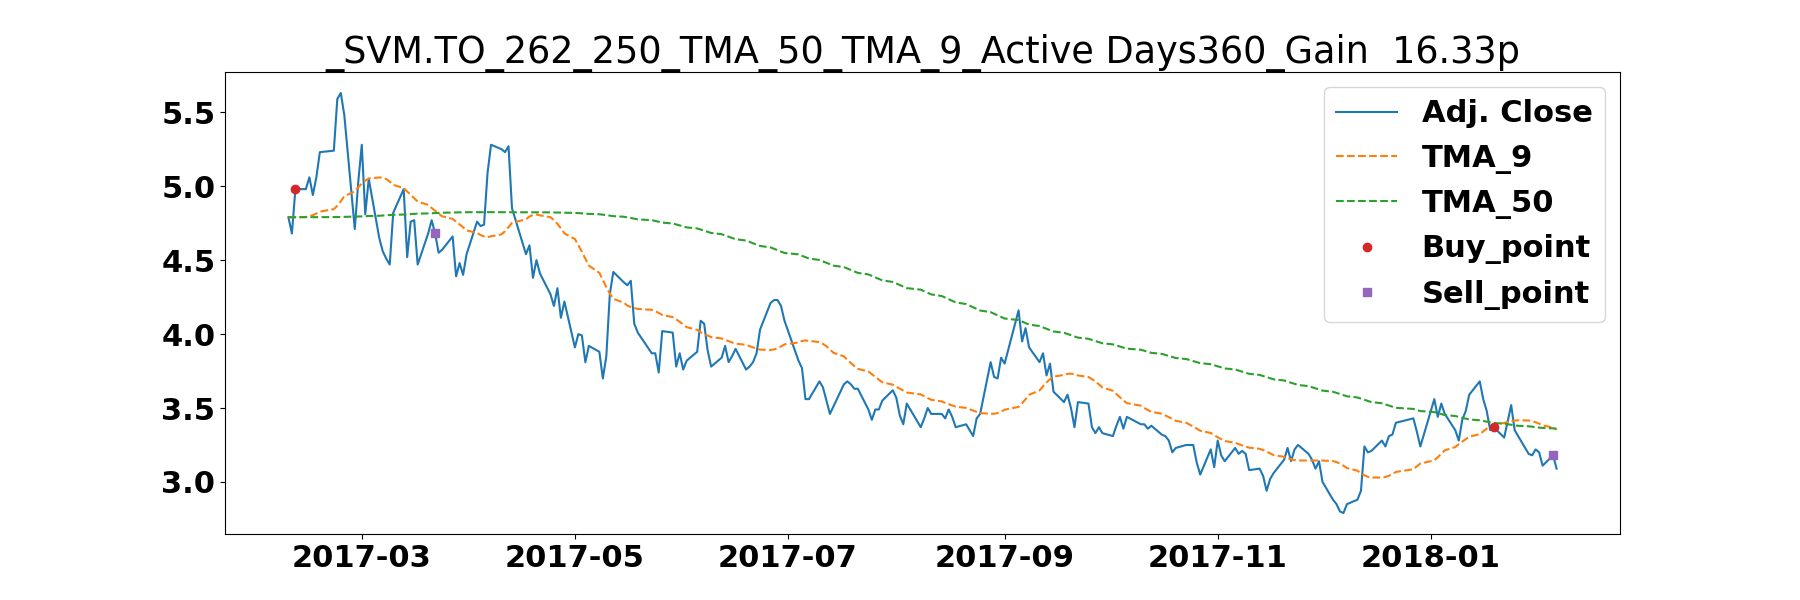 _SVM.TO_262_250_TMA_50_TMA_9_Active Days360_Gain  16.33p
5.5
5.0
4.5
4.0
3.5
3.0
Adj. Close
TMA_9
TMA_50
Buy_point
Sell_point
2017-03 2017-05 2017-07 2017-09 2017-11 2018-01